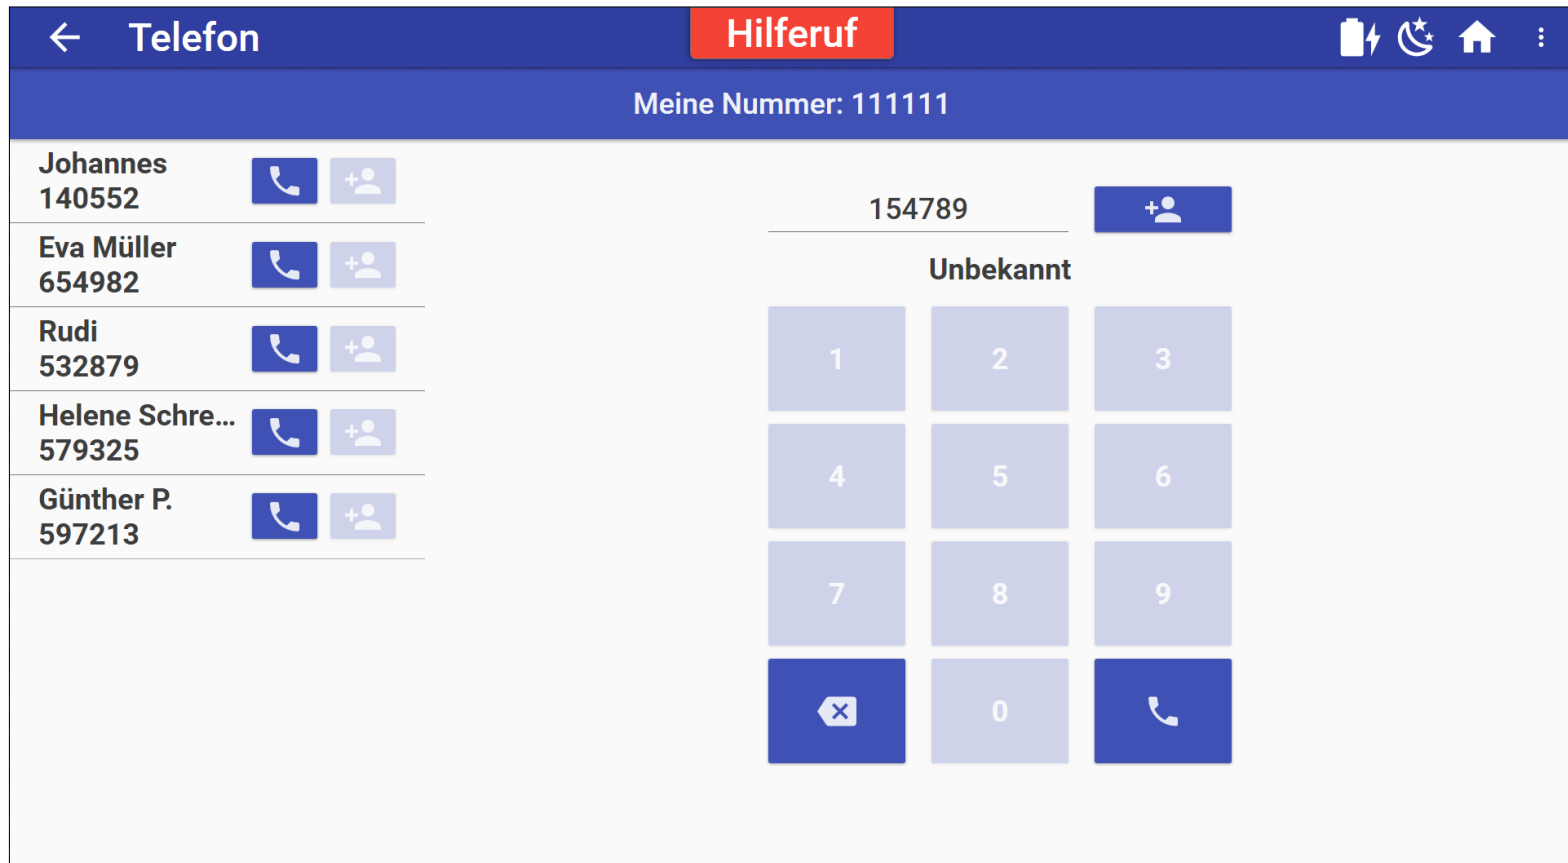 Telefon
Hilferuf
Meine Nummer: 111111
Johannes
140552
Eva Müller
654982
Rudi
532879
Helene Schre...
579325
Günther P.
597213
154789
Unbekannt
1 2 3
4 5 6
7 8 9
0